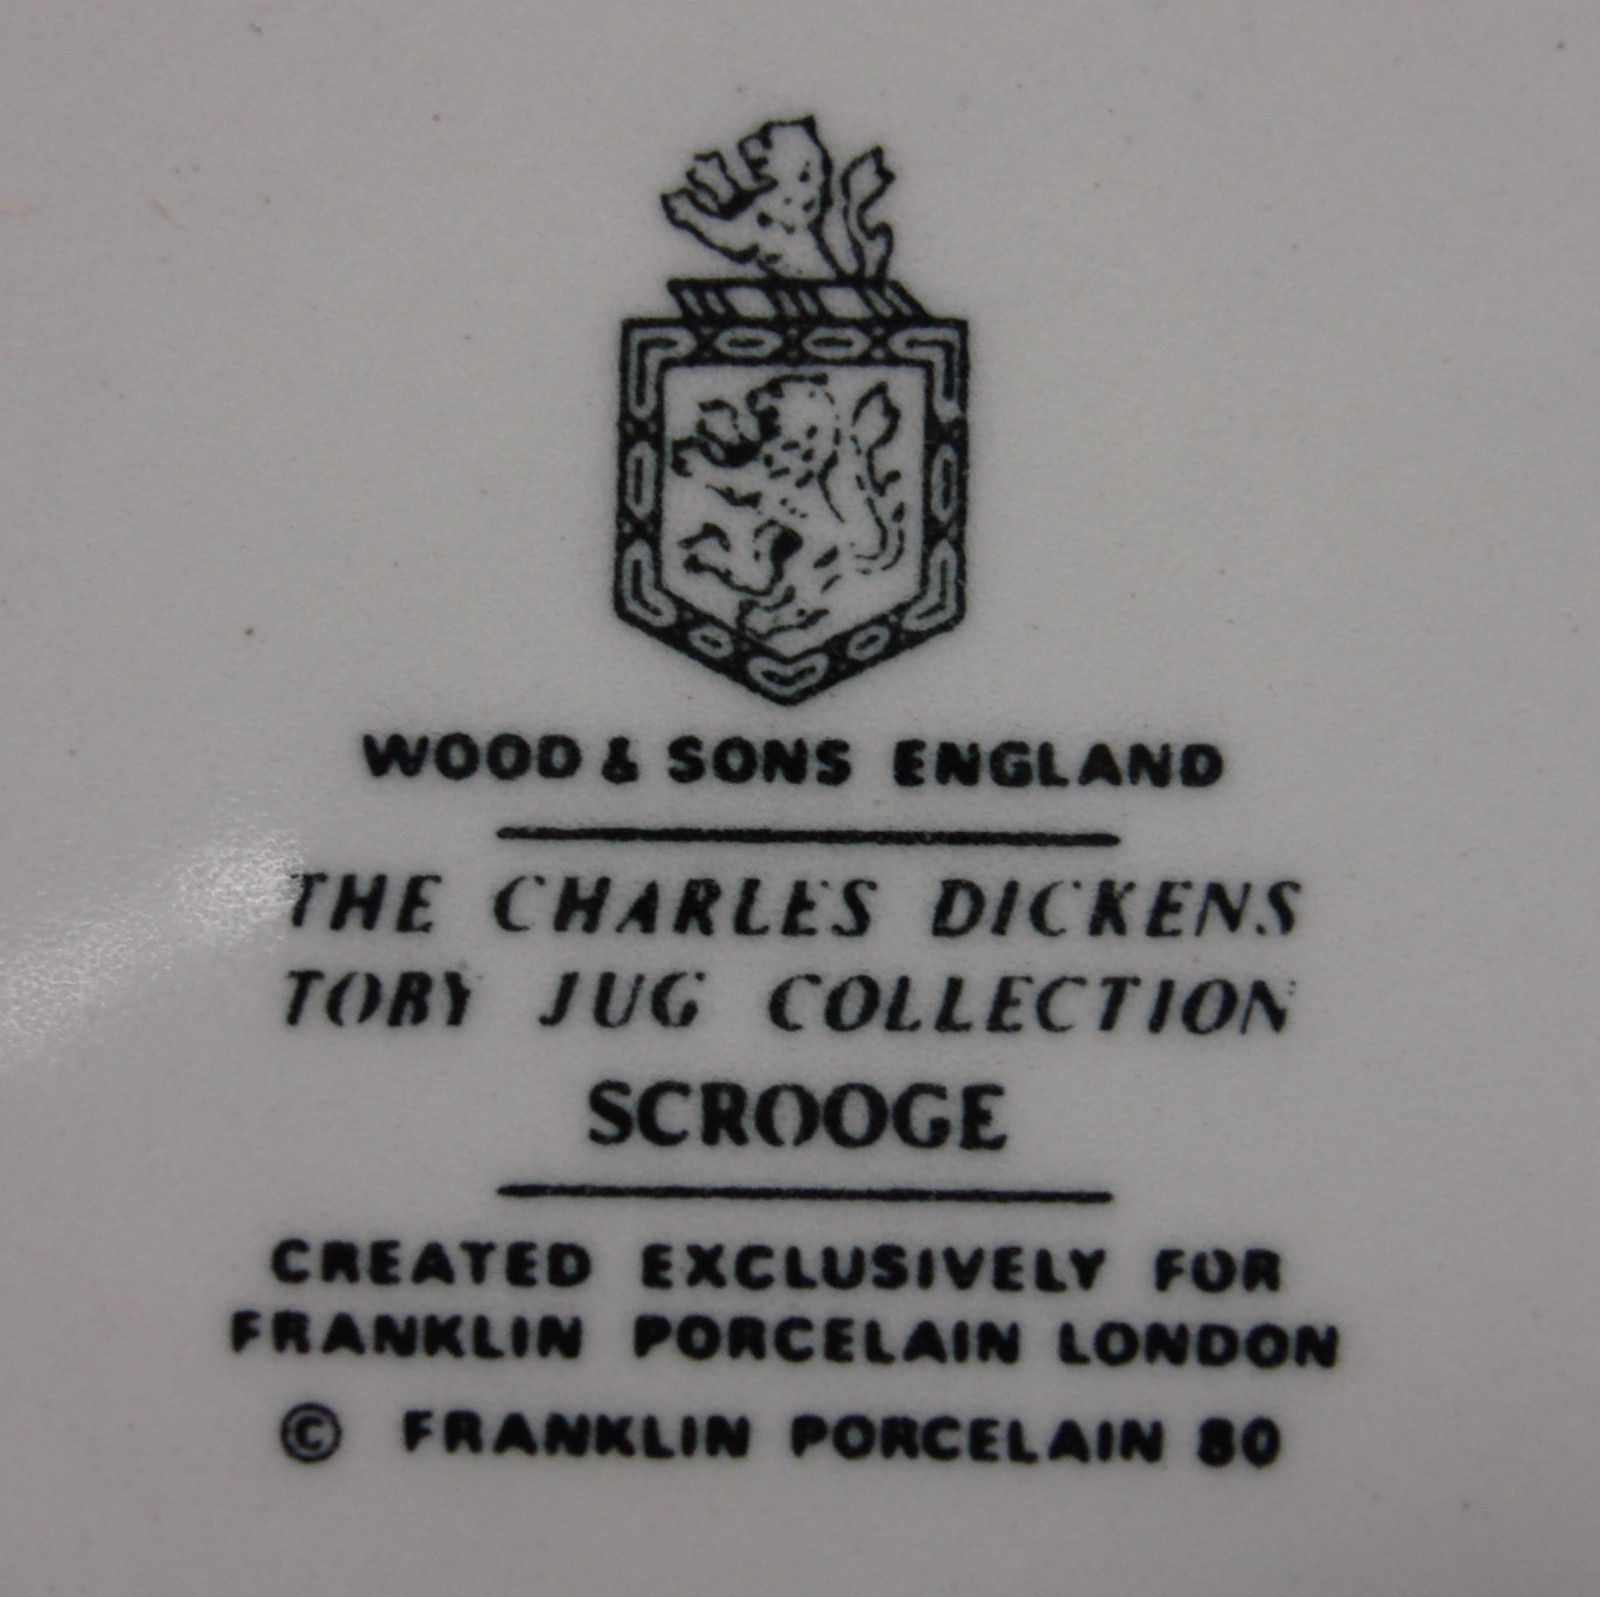 WOOD & SONS ENGLAND
THE CHARLES DICKENS
TOBY JUG COLLECTION
SCROOGE
CREATED EXCLUSIVELY FOR
FRANKLIN PORCELAIN LONDON
© FRANKLIN PORCELAIN 80